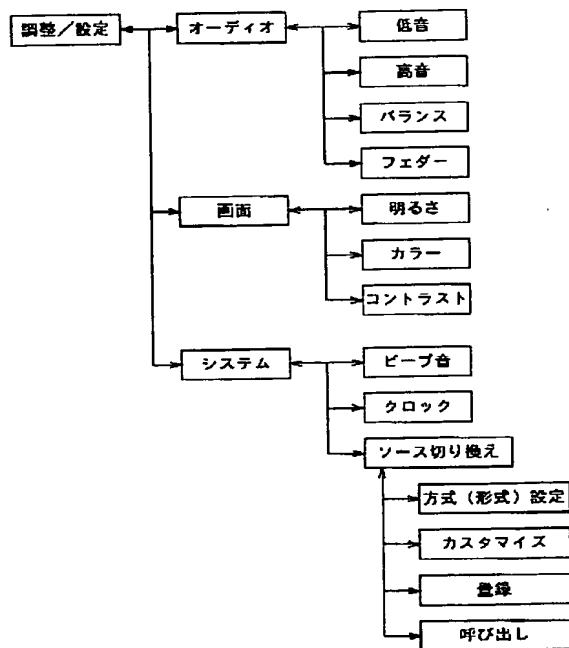 調整／設定
オーディオ
低音
高音
バランス
フェダー
画面
明るさ
カラー
コントラスト
システム
ビープ音
クロック
ソース切り換え
方式（形式）設定
カスタマイズ
登録
呼び出し